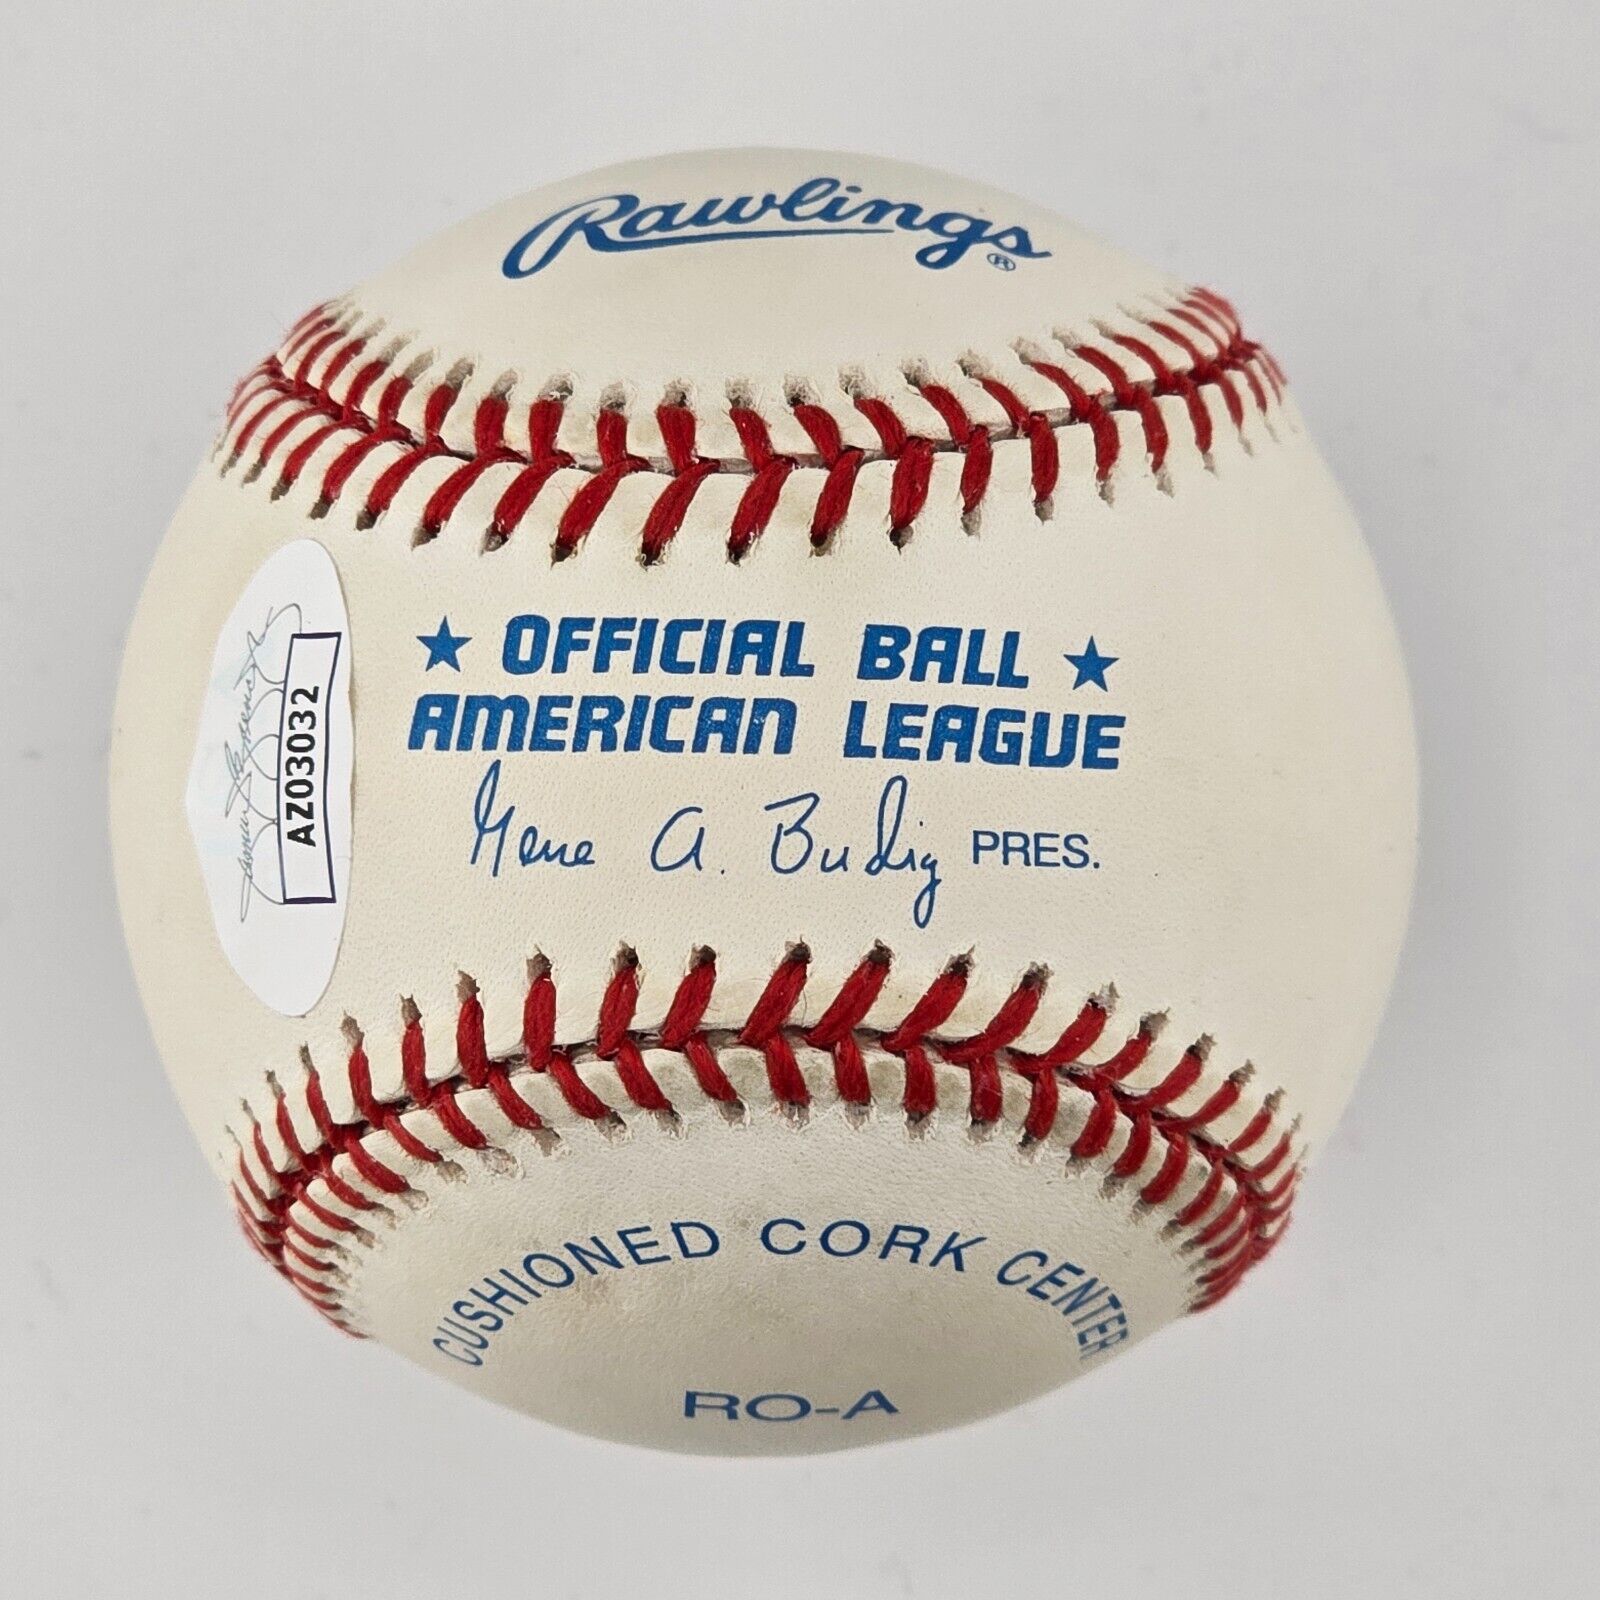 Rawlings®
★ OFFICIAL BALL ★
AMERICAN LEAGUE
Gene A. Budig PRES.
AZ03032
CUSHIONED CORK CENTER
RO-A